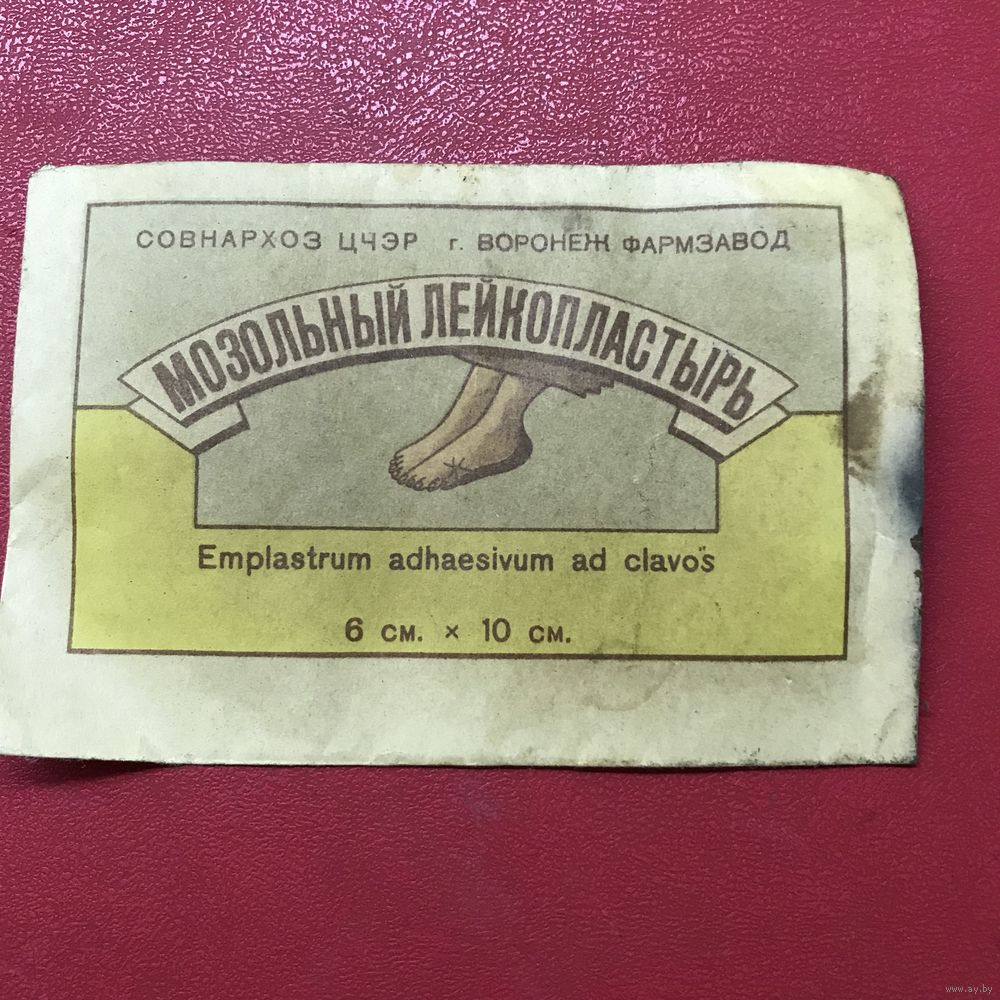 СОВНАРХОЗ ЦЧЭР г. ВОРОНЕЖ ФАРМЗАВОД
МОЗОЛЬНЫЙ ЛЕЙКОПЛАСТЫРЬ
Emplastrum adhaesivum ad clavos
6 см. × 10 см.
www.ay.by